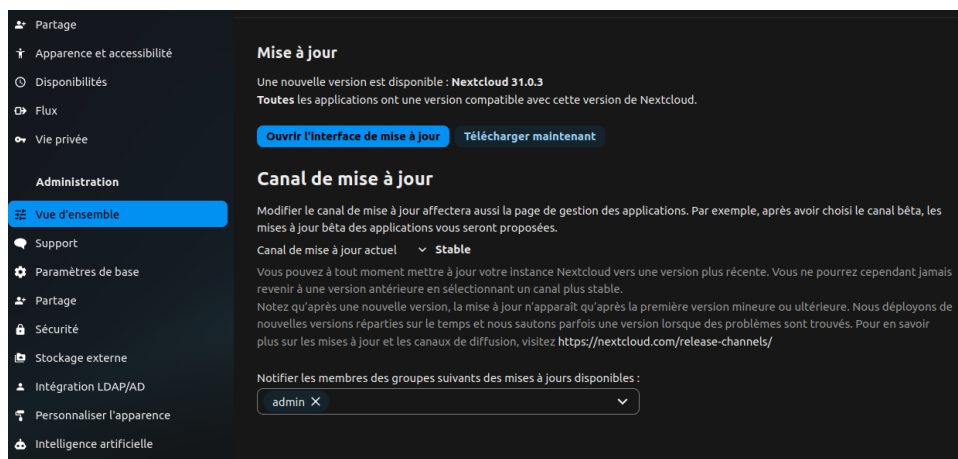 Partage
Apparence et accessibilité
Disponibilités
Flux
Vie privée
Administration
Vue d'ensemble
Support
Paramètres de base
Partage
Sécurité
Stockage externe
Intégration LDAP/AD
Personnaliser l'apparence
Intelligence artificielle
Mise à jour
Une nouvelle version est disponible : Nextcloud 31.0.3
Toutes les applications ont une version compatible avec cette version de Nextcloud.
Ouvrir l'interface de mise à jour
Télécharger maintenant
Canal de mise à jour
Modifier le canal de mise à jour affectera aussi la page de gestion des applications. Par exemple, après avoir choisi le canal bêta, les
mises à jour bêta des applications vous seront proposées.
Canal de mise à jour actuel Stable
Vous pouvez à tout moment mettre à jour votre instance Nextcloud vers une version plus récente. Vous ne pourrez cependant jamais
revenir à une version antérieure en sélectionnant un canal plus stable.
Notez qu'après une nouvelle version, la mise à jour n'apparaît qu'après la première version mineure ou ultérieure. Nous déployons de
nouvelles versions réparties sur le temps et nous sautons parfois une version lorsque des problèmes sont trouvés. Pour en savoir
plus sur les mises à jour et les canaux de diffusion, visitez https://nextcloud.com/release-channels/
Notifier les membres des groupes suivants des mises à jours disponibles :
admin